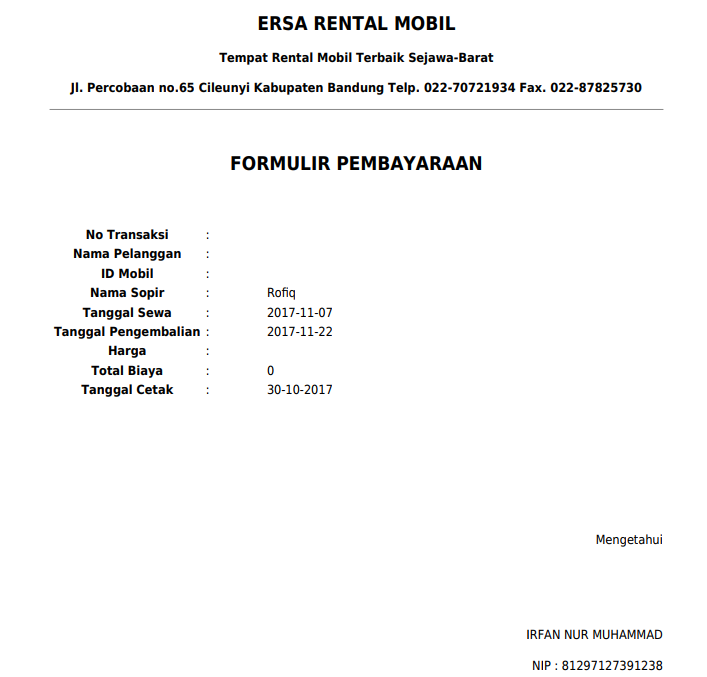 ERSA RENTAL MOBIL
Tempat Rental Mobil Terbaik Sejawa-Barat
Jl. Percobaan no.65 Cileunyi Kabupaten Bandung Telp. 022-70721934 Fax. 022-87825730
FORMULIR PEMBAYARAAN
No Transaksi :
Nama Pelanggan :
ID Mobil :
Nama Sopir : Rofiq
Tanggal Sewa : 2017-11-07
Tanggal Pengembalian : 2017-11-22
Harga :
Total Biaya : 0
Tanggal Cetak : 30-10-2017
Mengetahui
IRFAN NUR MUHAMMAD
NIP : 81297127391238